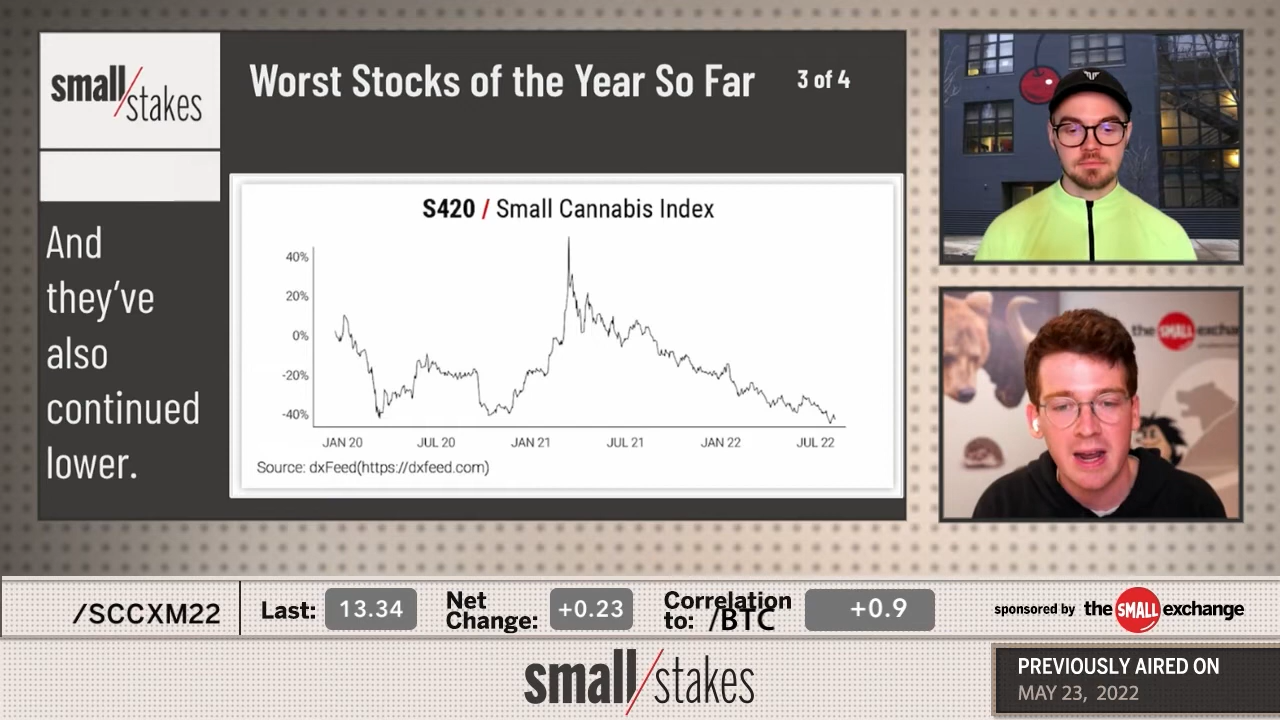 small/stakes
Worst Stocks of the Year So Far
3 of 4
And
they've
also
continued
lower.
S420 / Small Cannabis Index
40%
20%
0%
-20%
-40%
JAN 20 JUL 20 JAN 21 JUL 21 JAN 22 JUL 22
Source: dxFeed(https://dxfeed.com)
the SMALL excha
/SCCXM22
Last: 13.34
Net
Change: +0.23
Correlation
to: /BTC +0.9
sponsored by the SMALL exchange
small/stakes
PREVIOUSLY AIRED ON
MAY 23, 2022